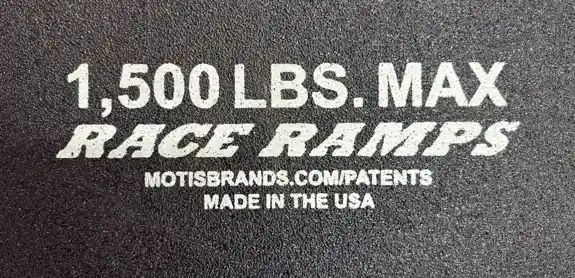 1,500 LBS. MAX
RACE RAMPS
MOTISBRANDS.COM/PATENTS
MADE IN THE USA